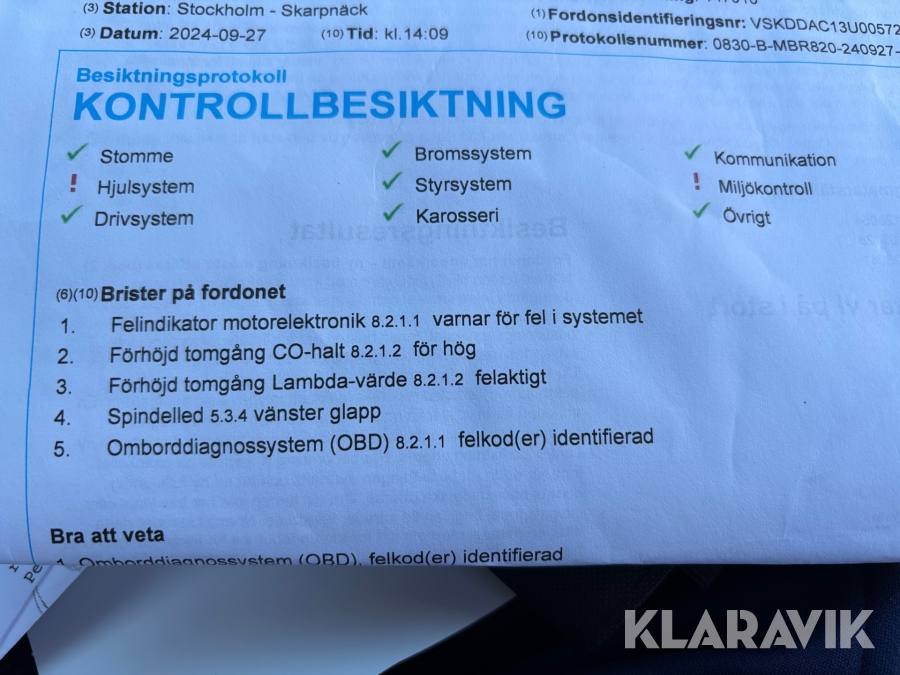 (3) Station: Stockholm - Skarpnäck
(1) Fordonsidentifieringsnr: VSKDDAC13U00572
(3) Datum: 2024-09-27 (10) Tid: kl.14:09
(10) Protokollsnummer: 0830-B-MBR820-240927-
Besiktningsprotokoll
KONTROLLBESIKTNING
Stomme Bromssystem Kommunikation
! Hjulsystem Styrsystem ! Miljökontroll
Drivsystem Karosseri Övrigt
(6)(10) Brister på fordonet
1. Felindikator motorelektronik 8.2.1.1 varnar för fel i systemet
2. Förhöjd tomgång CO-halt 8.2.1.2 för hög
3. Förhöjd tomgång Lambda-värde 8.2.1.2 felaktigt
4. Spindelled 5.3.4 vänster glapp
5. Omborddiagnossystem (OBD) 8.2.1.1 felkod(er) identifierad
Bra att veta
1. Omborddiagnossystem (OBD), felkod(er) identifierad
KLARAVIK